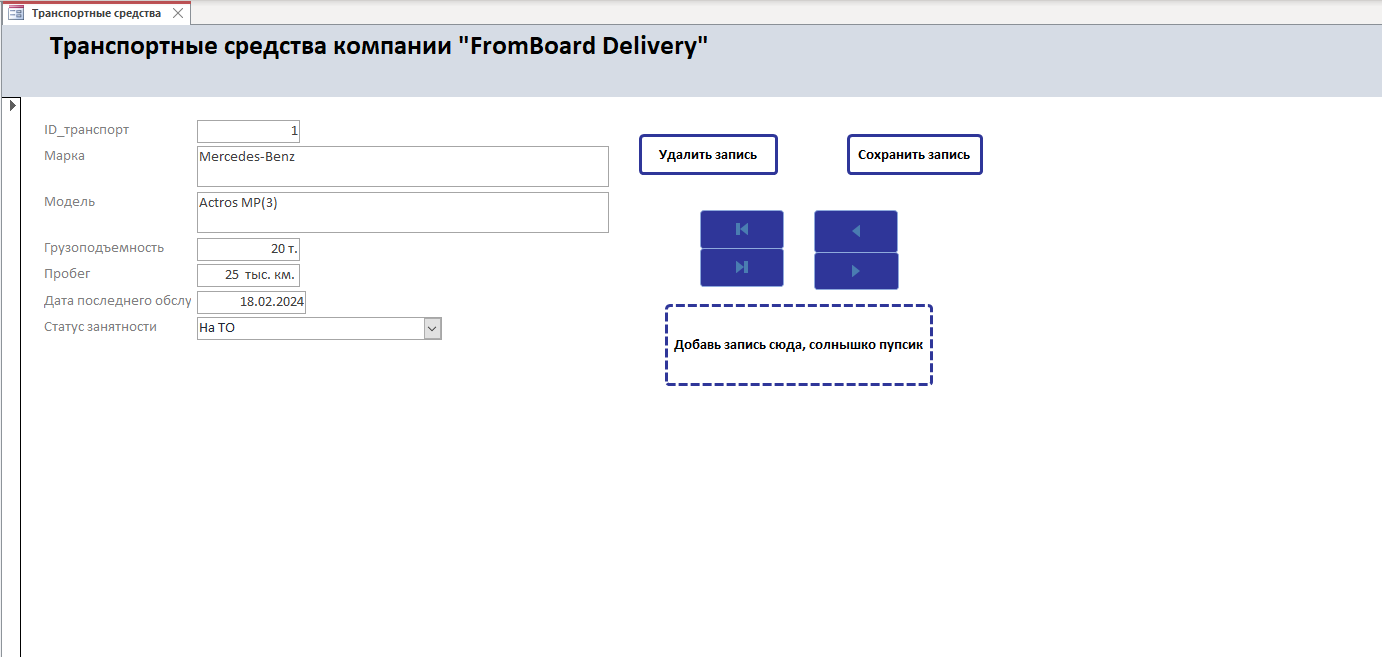 Транспортные средства
Транспортные средства компании "FromBoard Delivery"
ID_транспорт 1
Марка Mercedes-Benz
Модель Actros MP(3)
Грузоподъемность 20 т.
Пробег 25 тыс. км.
Дата последнего обслу 18.02.2024
Статус занятности На ТО
Удалить запись
Сохранить запись
Добавь запись сюда, солнышко пупсик